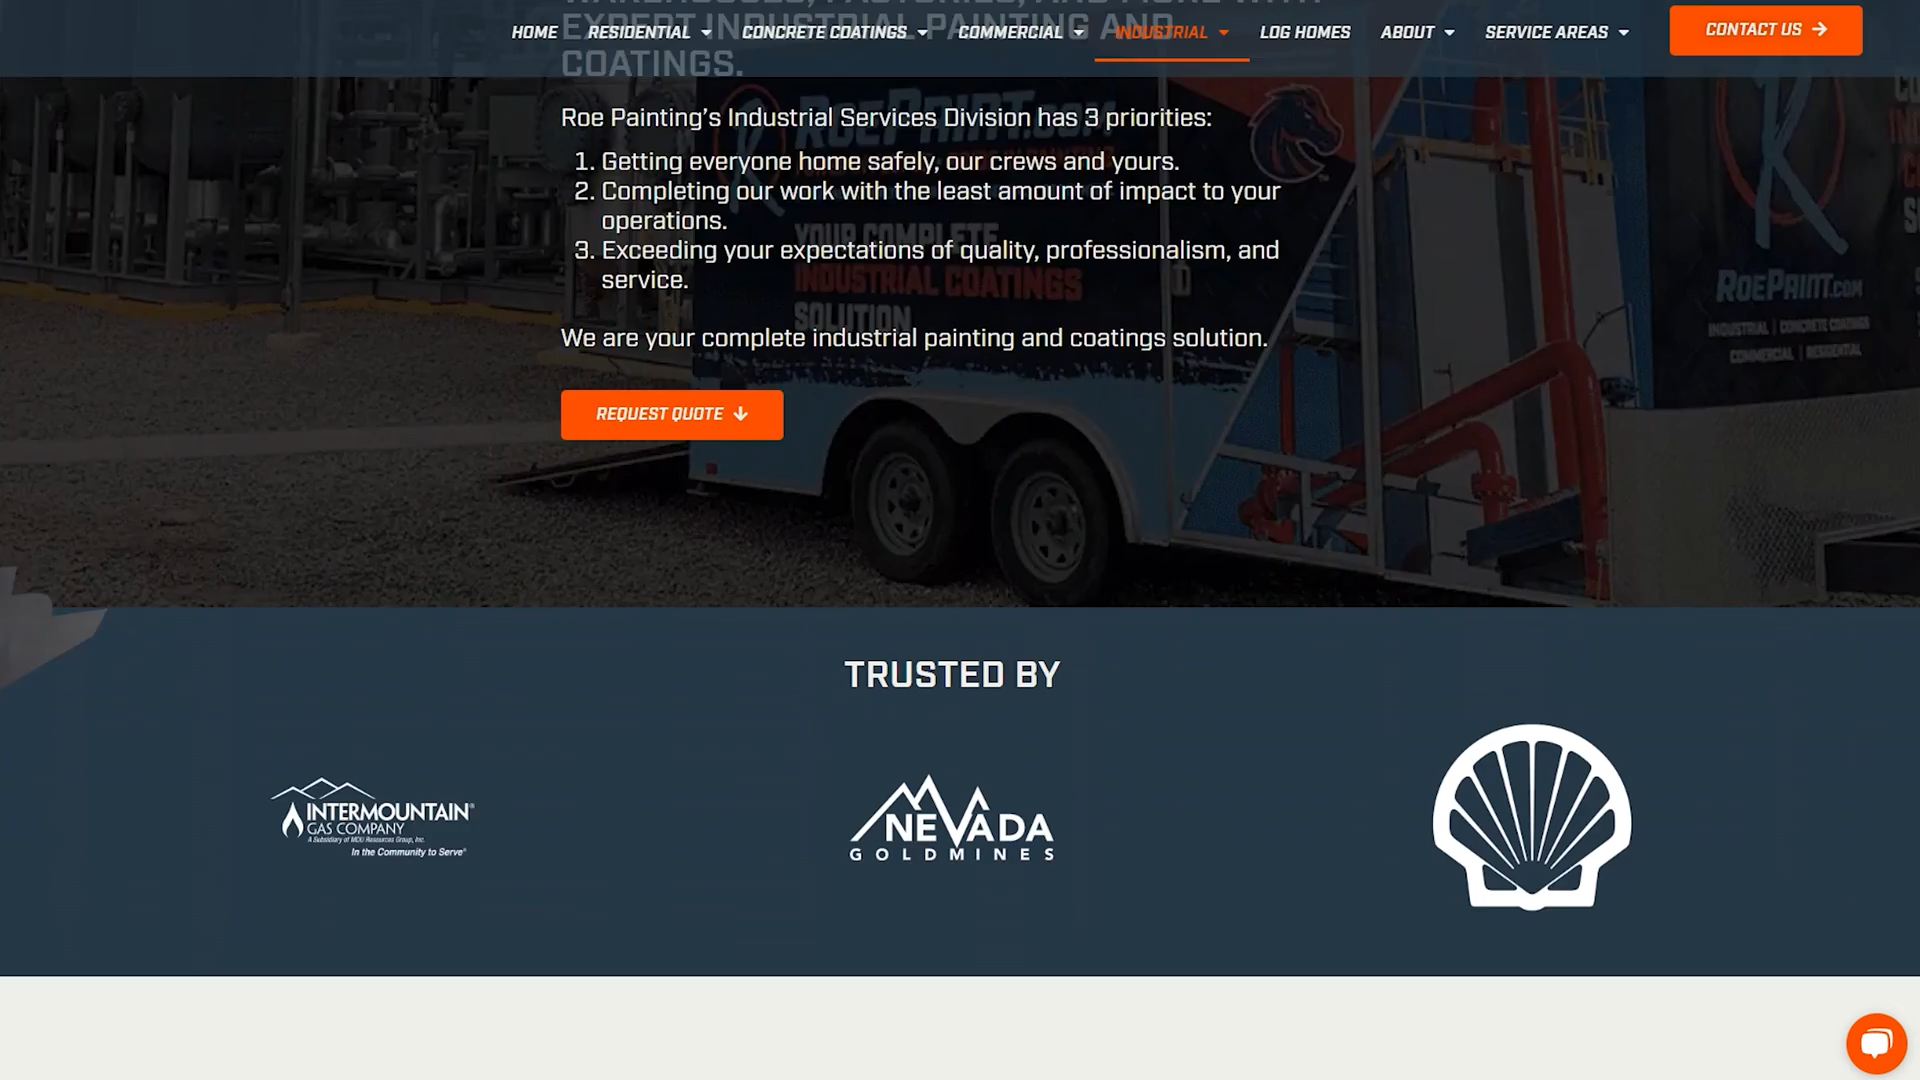 HOME RESIDENTIAL CONCRETE COATINGS COMMERCIAL INDUSTRIAL LOG HOMES ABOUT SERVICE AREAS CONTACT US
EXPERT INDUSTRIAL PAINTING AND
COATINGS.
Roe Painting’s Industrial Services Division has 3 priorities:
1. Getting everyone home safely, our crews and yours.
2. Completing our work with the least amount of impact to your
operations.
3. Exceeding your expectations of quality, professionalism, and
service.
We are your complete industrial painting and coatings solution.
REQUEST QUOTE
ROEPAINT.COM
YOUR COMPLETE
INDUSTRIAL COATINGS
SOLUTION
R
ROEPAINT.COM
INDUSTRIAL | CONCRETE COATINGS
COMMERCIAL | RESIDENTIAL
TRUSTED BY
INTERMOUNTAIN®
GAS COMPANY
A Subsidiary of MDU Resources Group, Inc.
In the Community to Serve®
NEVADA
GOLDMINES